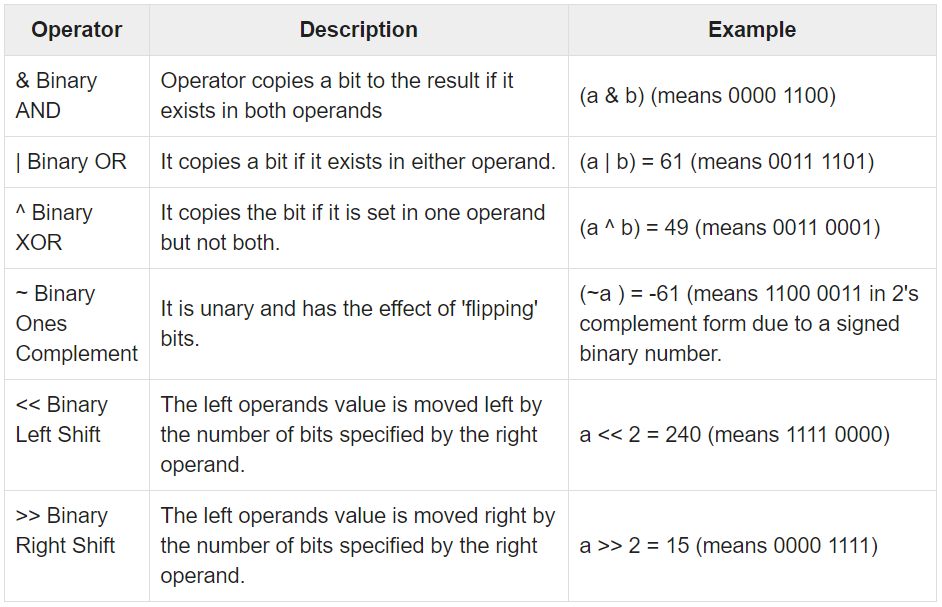 Operator Description Example
& Binary
AND
Operator copies a bit to the result if it
exists in both operands
(a & b) (means 0000 1100)
| Binary OR
It copies a bit if it exists in either operand.
(a | b) = 61 (means 0011 1101)
^ Binary
XOR
It copies the bit if it is set in one operand
but not both.
(a ^ b) = 49 (means 0011 0001)
~ Binary
Ones
Complement
It is unary and has the effect of 'flipping'
bits.
(~a ) = -61 (means 1100 0011 in 2's
complement form due to a signed
binary number.
<< Binary
Left Shift
The left operands value is moved left by
the number of bits specified by the right
operand.
a << 2 = 240 (means 1111 0000)
>> Binary
Right Shift
The left operands value is moved right by
the number of bits specified by the right
operand.
a >> 2 = 15 (means 0000 1111)